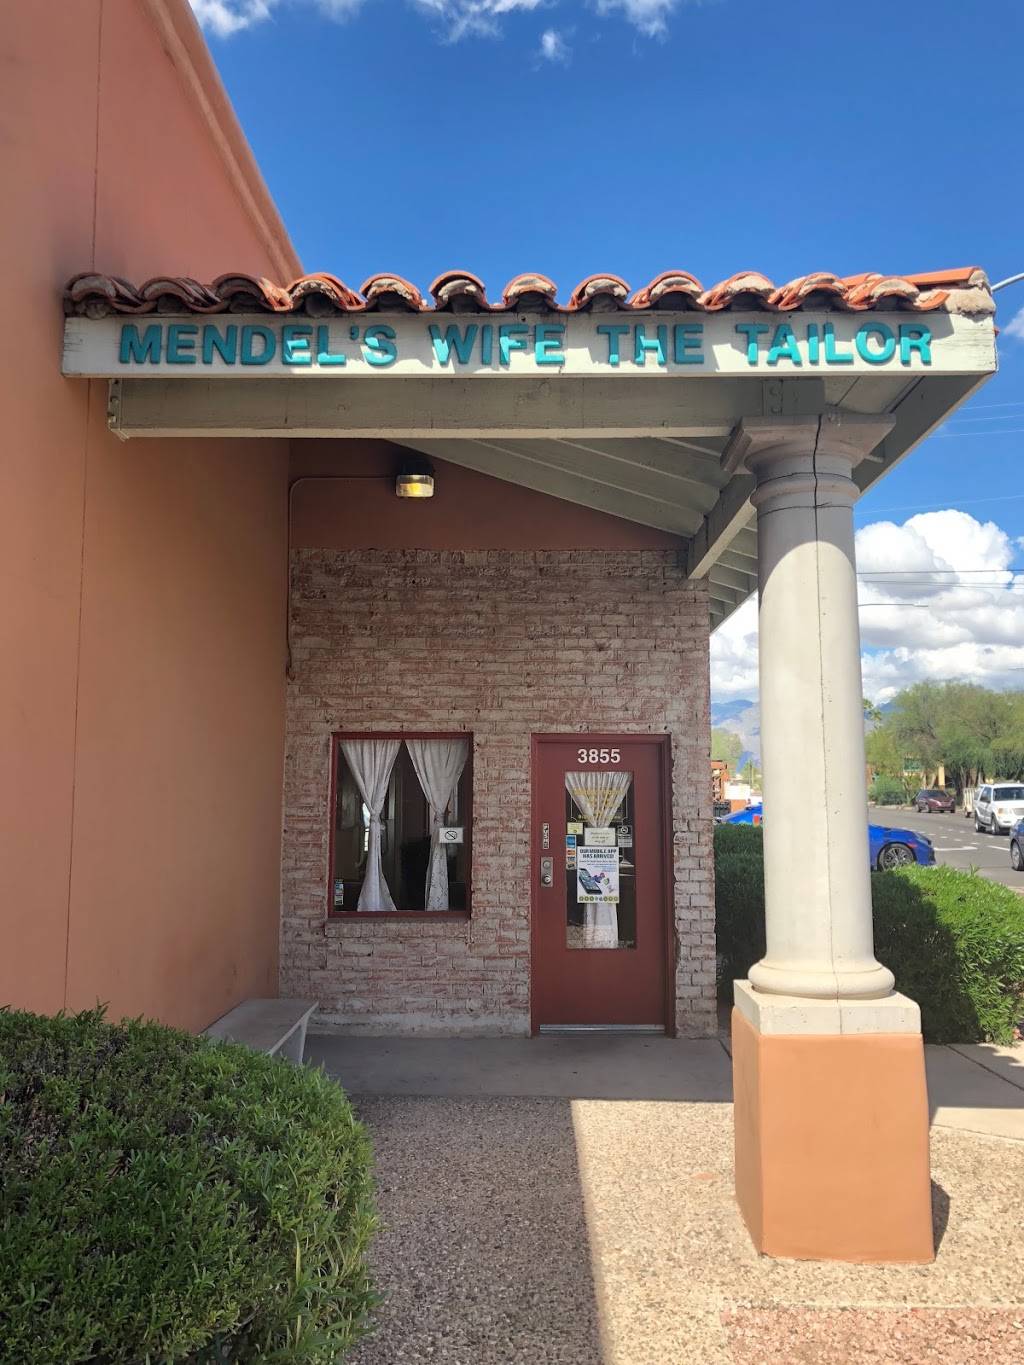 MENDEL'S WIFE THE TAILOR
3855
OUR MOBILE APP
HAS ARRIVED!